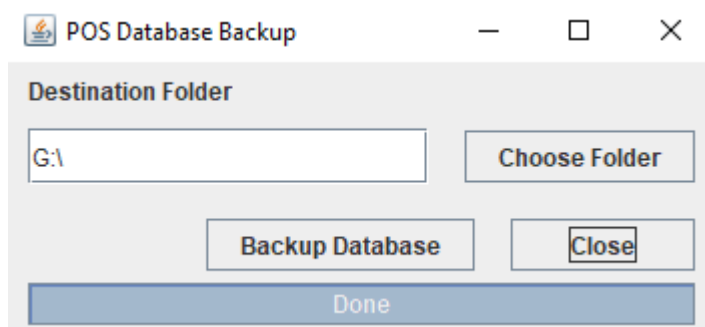 POS Database Backup
Destination Folder
G:\
Choose Folder
Backup Database
Close
Done